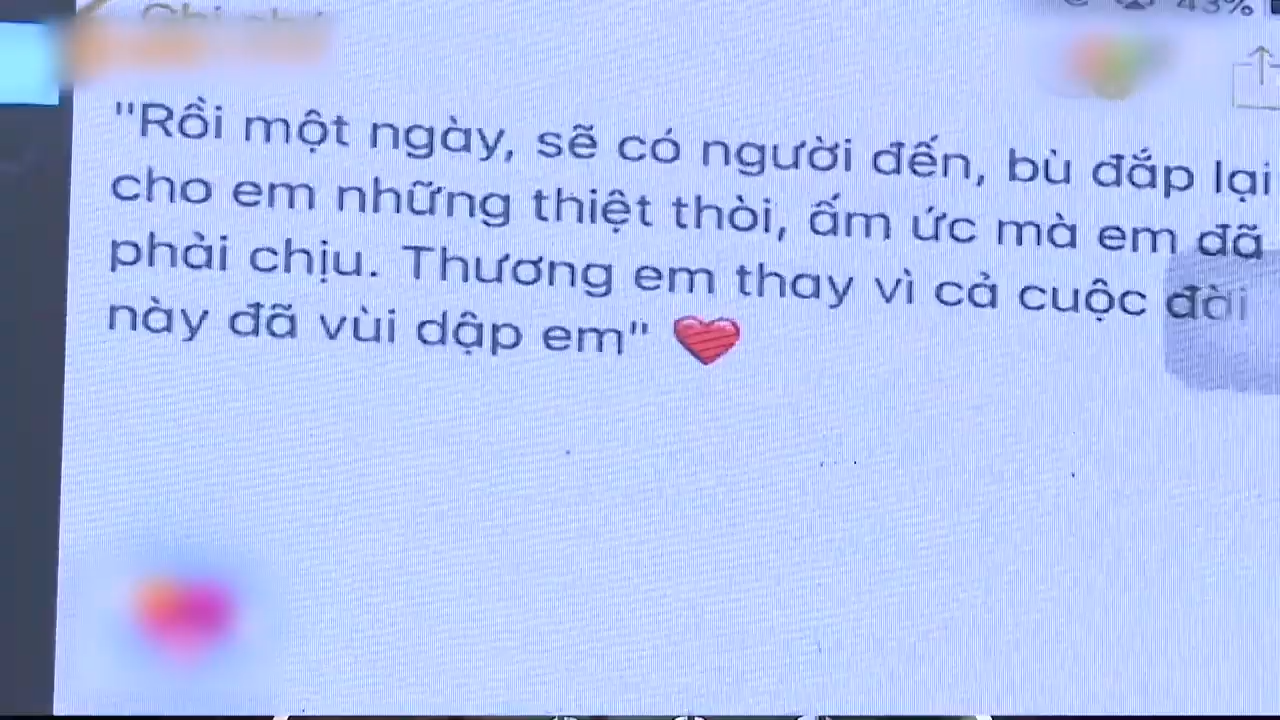 43%
"Rồi một ngày, sẽ có người đến, bù đắp lại
cho em những thiệt thòi, ấm ức mà em đã
phải chịu. Thương em thay vì cả cuộc đời
này đã vùi dập em" ❤️